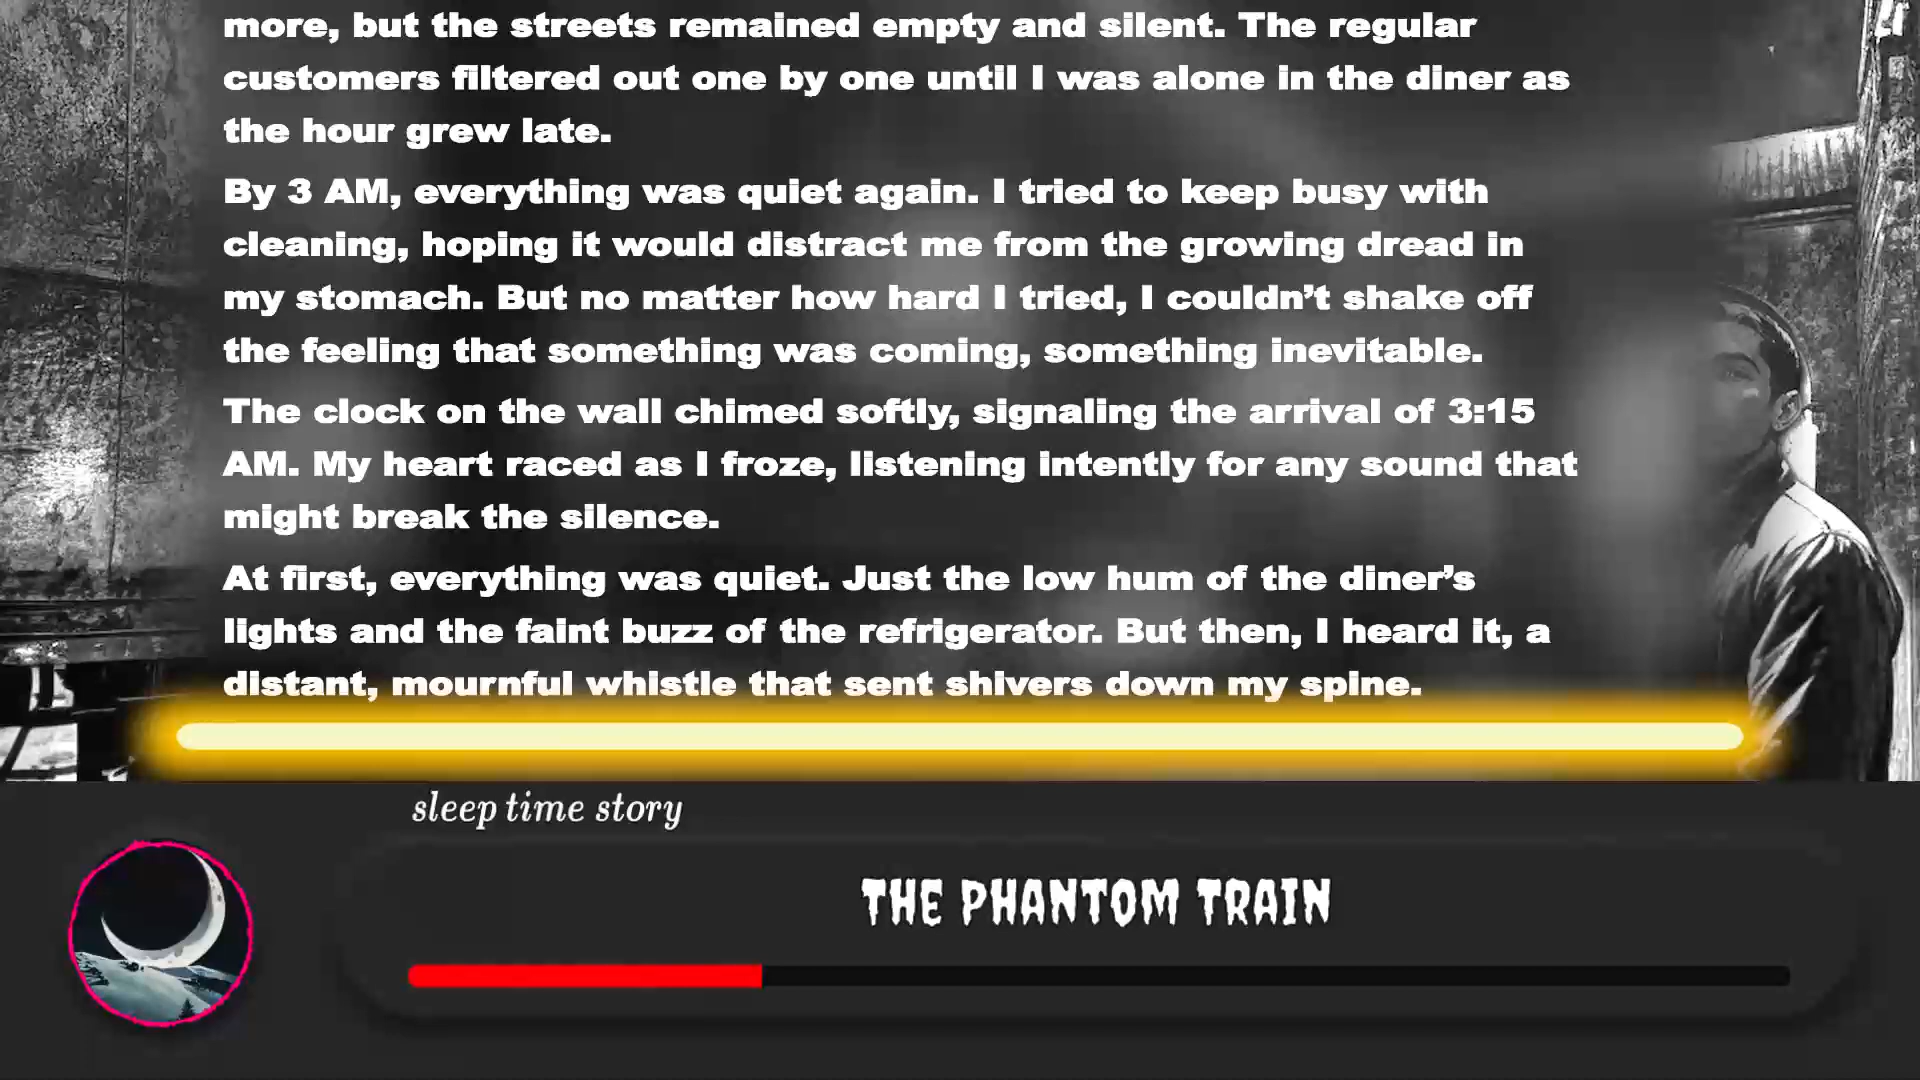 more, but the streets remained empty and silent. The regular
customers filtered out one by one until I was alone in the diner as
the hour grew late.
By 3 AM, everything was quiet again. I tried to keep busy with
cleaning, hoping it would distract me from the growing dread in
my stomach. But no matter how hard I tried, I couldn’t shake off
the feeling that something was coming, something inevitable.
The clock on the wall chimed softly, signaling the arrival of 3:15
AM. My heart raced as I froze, listening intently for any sound that
might break the silence.
At first, everything was quiet. Just the low hum of the diner’s
lights and the faint buzz of the refrigerator. But then, I heard it, a
distant, mournful whistle that sent shivers down my spine.
sleep time story
THE PHANTOM TRAIN